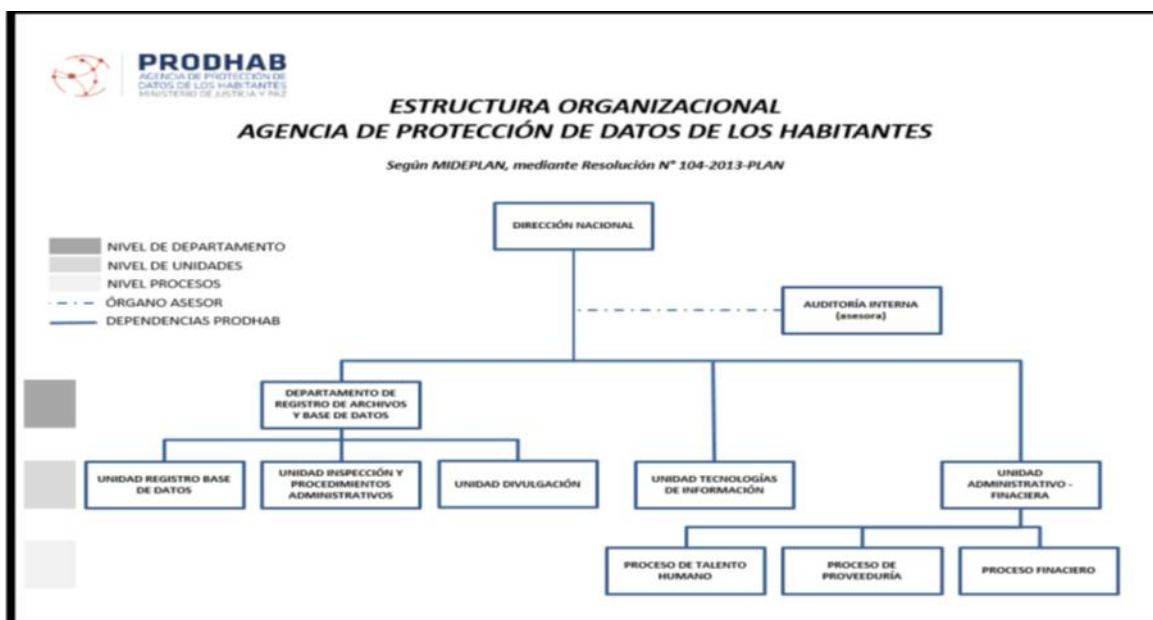 PRODHAB
AGENCIA DE PROTECCIÓN DE
DATOS DE LOS HABITANTES
MINISTERIO DE JUSTICIA Y PAZ
ESTRUCTURA ORGANIZACIONAL
AGENCIA DE PROTECCIÓN DE DATOS DE LOS HABITANTES
Según MIDEPLAN, mediante Resolución N° 104-2013-PLAN
DIRECCIÓN NACIONAL
NIVEL DE DEPARTAMENTO
NIVEL DE UNIDADES
NIVEL PROCESOS
ÓRGANO ASESOR
DEPENDENCIAS PRODHAB
AUDITORÍA INTERNA
(asesora)
DEPARTAMENTO DE
REGISTRO DE ARCHIVOS
Y BASE DE DATOS
UNIDAD REGISTRO BASE
DE DATOS
UNIDAD INSPECCIÓN Y
PROCEDIMIENTOS
ADMINISTRATIVOS
UNIDAD DIVULGACIÓN
UNIDAD TECNOLOGÍAS
DE INFORMACIÓN
UNIDAD
ADMINISTRATIVO -
FINACIERA
PROCESO DE TALENTO
HUMANO
PROCESO DE
PROVEEDURÍA
PROCESO FINACIERO